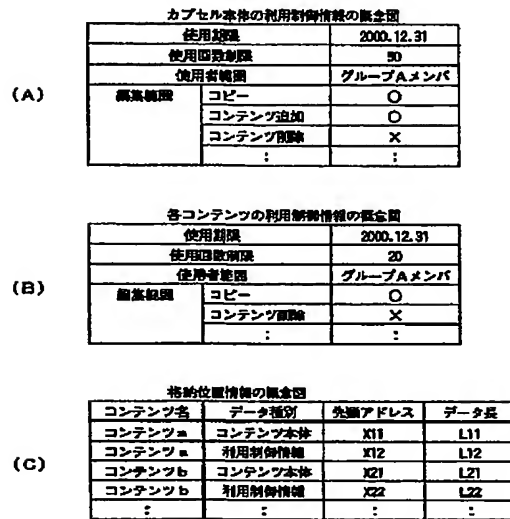 カプセル本体の利用制御情報の概念図
(A)
使用期限 2000.12.31
使用回数制限 50
使用者範囲 グループAメンバ
編集範囲 コピー ○
コンテンツ追加 ○
コンテンツ削除 ×
: :
各コンテンツの利用制御情報の概念図
(B)
使用期限 2000.12.31
使用回数制限 20
使用者範囲 グループAメンバ
編集範囲 コピー ○
コンテンツ削除 ×
: :
格納位置情報の概念図
(C)
コンテンツ名 データ種別 先頭アドレス データ長
コンテンツa コンテンツ本体 X11 L11
コンテンツa 利用制御情報 X12 L12
コンテンツb コンテンツ本体 X21 L21
コンテンツb 利用制御情報 X22 L22
: : : :